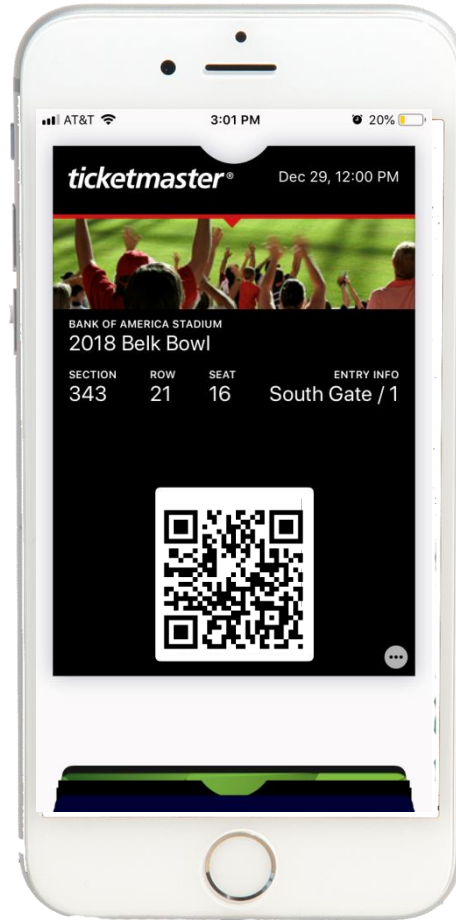 AT&T 3:01 PM 20%
ticketmaster® Dec 29, 12:00 PM
BANK OF AMERICA STADIUM
2018 Belk Bowl
SECTION ROW SEAT ENTRY INFO
343 21 16 South Gate / 1